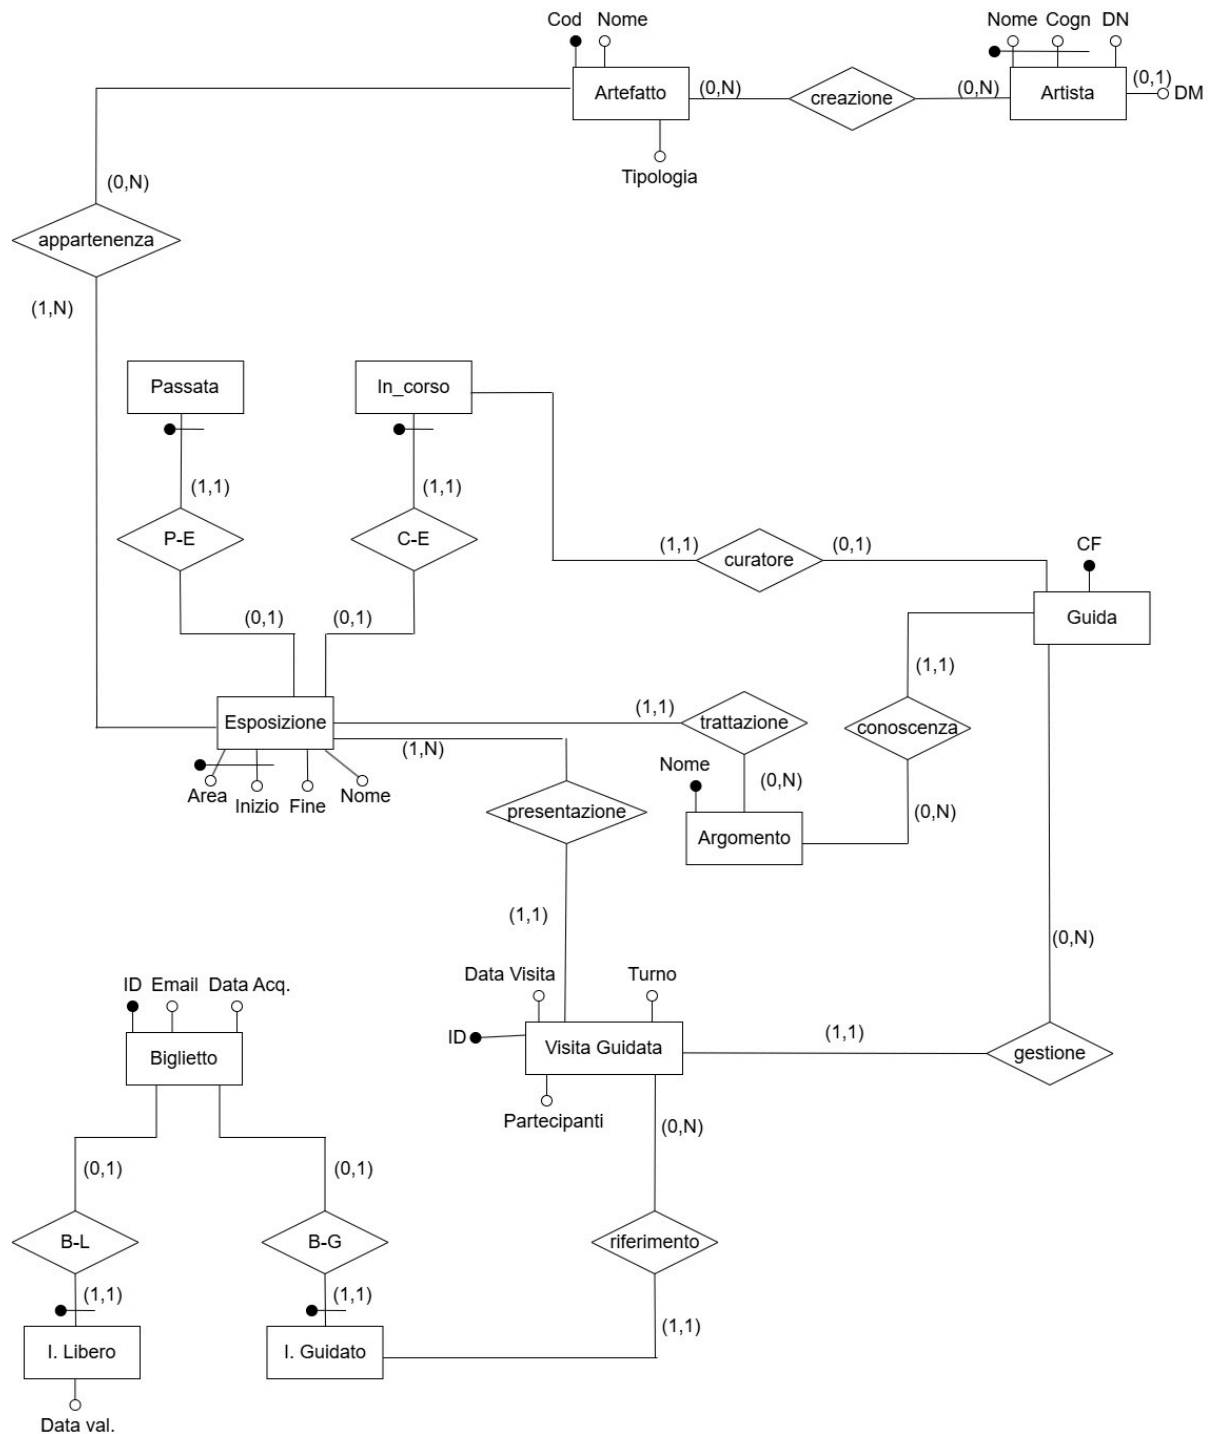 Cod Nome
Nome Cogn DN
Artefatto
(0,N)
creazione
(0,N)
Artista
(0,1)
DM
Tipologia
(0,N)
appartenenza
(1,N)
Passata
In_corso
(1,1)
(1,1)
P-E
C-E
(1,1)
curatore
(0,1)
CF
Guida
(0,1)
(0,1)
(1,1)
Esposizione
(1,1)
trattazione
conoscenza
(1,N)
Area
Inizio
Fine
Nome
Nome
(0,N)
presentazione
(0,N)
Argomento
(1,1)
(0,N)
Data Visita
Turno
ID Email Data Acq.
ID
Visita Guidata
(1,1)
gestione
Biglietto
Partecipanti
(0,N)
(0,1)
(0,1)
B-L
B-G
riferimento
(1,1)
(1,1)
(1,1)
I. Libero
I. Guidato
Data val.